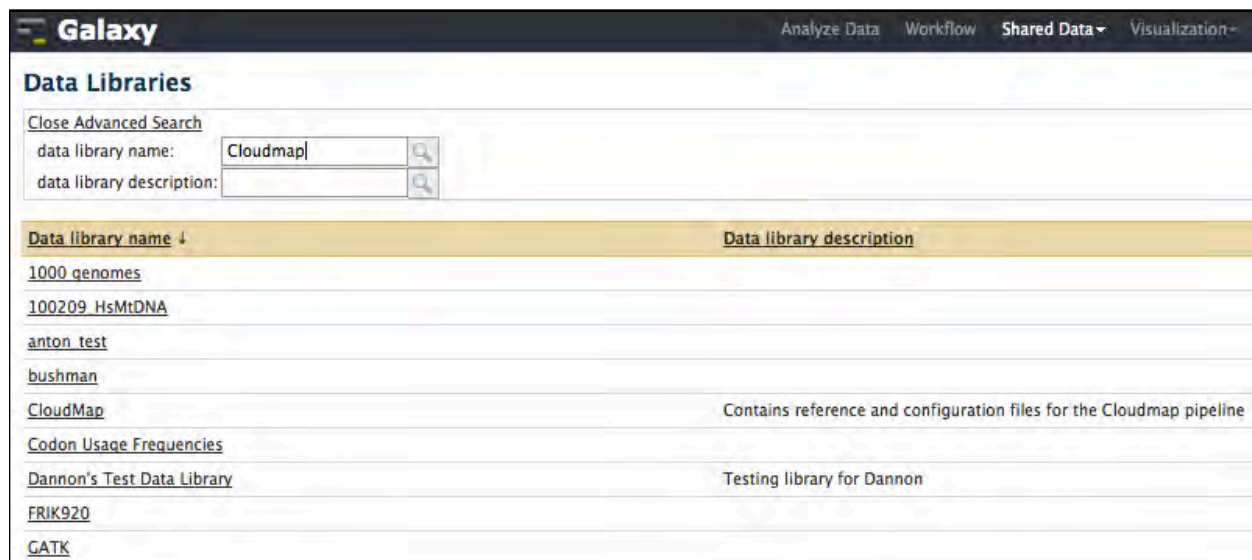 Galaxy Analyze Data Workflow Shared Data Visualization
Data Libraries
Close Advanced Search
data library name: Cloudmap
data library description:
Data library name ↓ Data library description
1000 genomes
100209_HsMtDNA
anton_test
bushman
CloudMap Contains reference and configuration files for the Cloudmap pipeline
Codon Usage Frequencies
Dannon's Test Data Library Testing library for Dannon
FRIK920
GATK